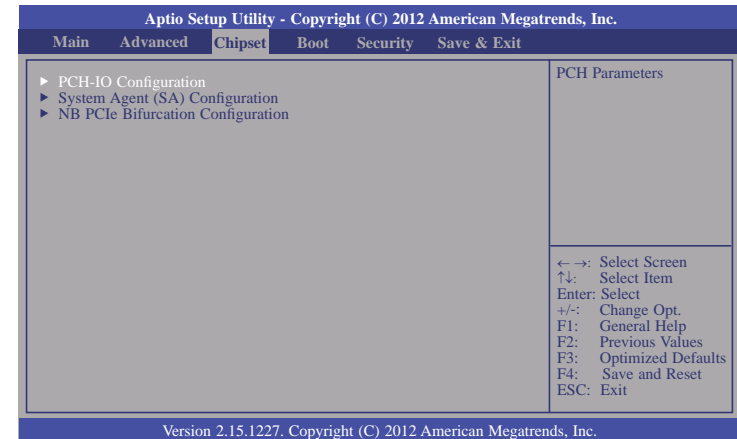 Aptio Setup Utility - Copyright (C) 2012 American Megatrends, Inc.
Main Advanced Chipset Boot Security Save & Exit
► PCH-IO Configuration
► System Agent (SA) Configuration
► NB PCIe Bifurcation Configuration
PCH Parameters
←→: Select Screen
↑↓: Select Item
Enter: Select
+/-: Change Opt.
F1: General Help
F2: Previous Values
F3: Optimized Defaults
F4: Save and Reset
ESC: Exit
Version 2.15.1227. Copyright (C) 2012 American Megatrends, Inc.